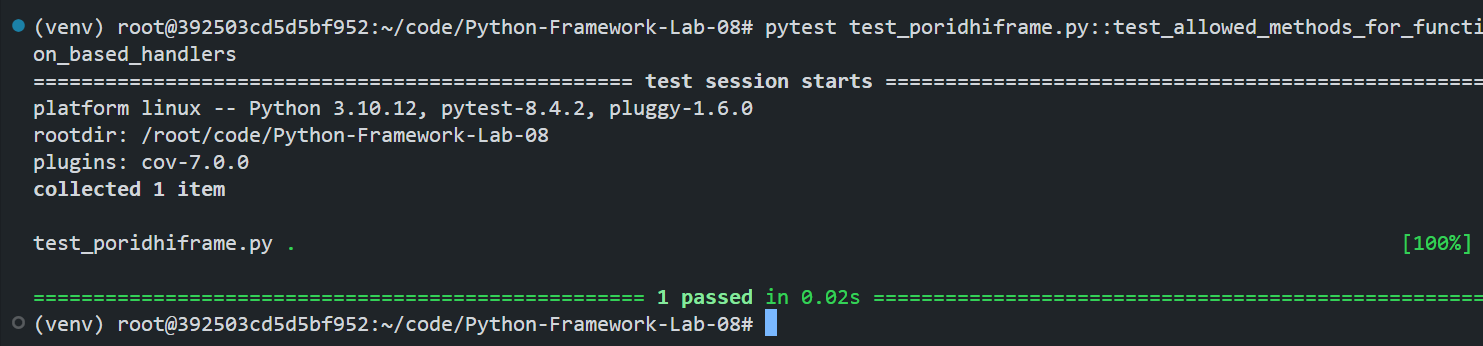 (venv) root@392503cd5d5bf952:~/code/Python-Framework-Lab-08# pytest test_poridhiframe.py::test_allowed_methods_for_functi
on_based_handlers
================================================== test session starts ==================================================
platform linux -- Python 3.10.12, pytest-8.4.2, pluggy-1.6.0
rootdir: /root/code/Python-Framework-Lab-08
plugins: cov-7.0.0
collected 1 item
test_poridhiframe.py . [100%]
=================================================== 1 passed in 0.02s ===================================================
(venv) root@392503cd5d5bf952:~/code/Python-Framework-Lab-08#